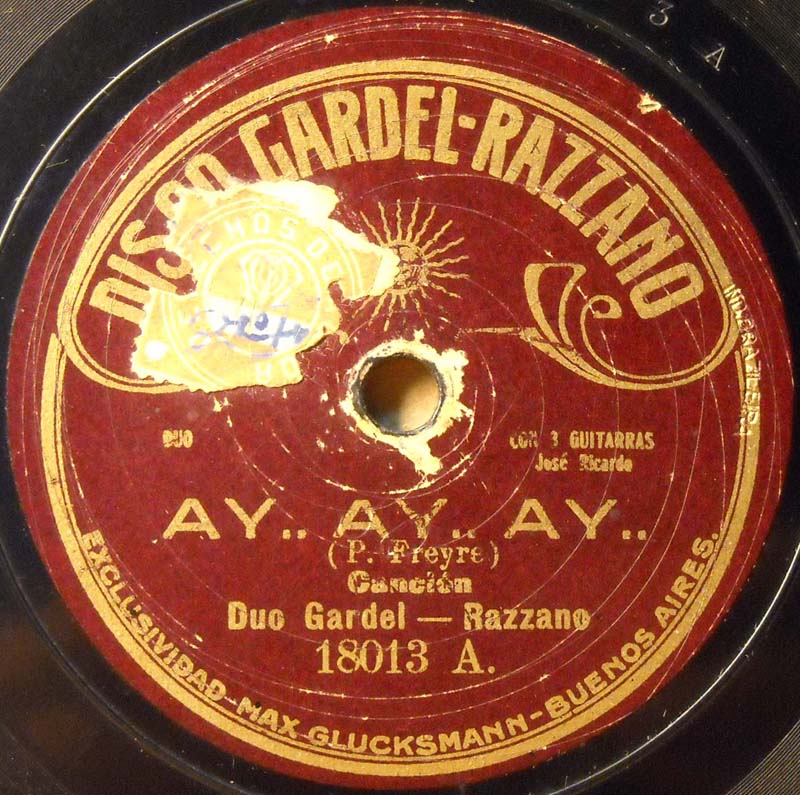 3 A
DISCO GARDEL-RAZZANO
DUO
CON 3 GUITARRAS
José Ricardo
AY.. AY.. AY..
(P. Freyre)
Canción
Duo Gardel — Razzano
18013 A.
EXCLUSIVIDAD-MAX GLUCKSMANN-BUENOS AIRES.